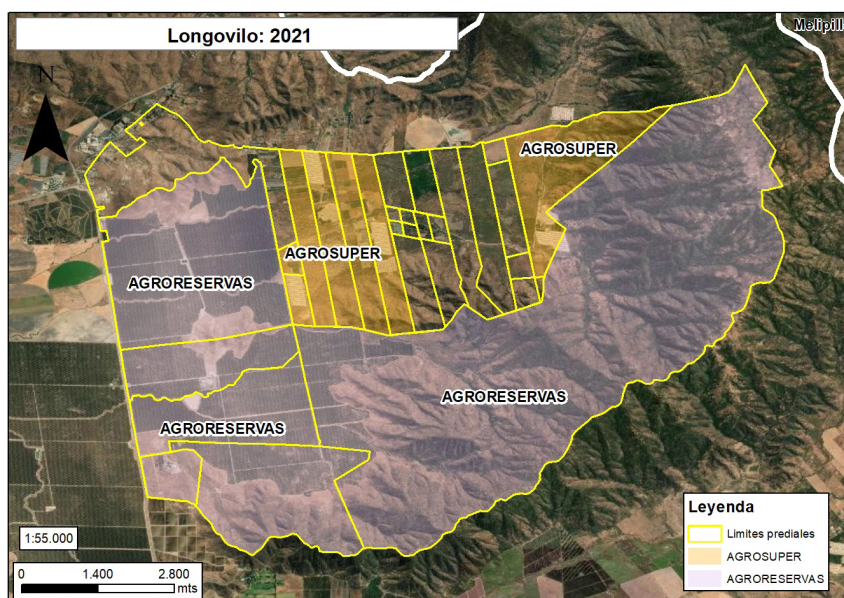 Longovilo: 2021
Melipilla
N
AGROSUPER
AGROSUPER
AGRORESERVAS
AGRORESERVAS
AGRORESERVAS
Leyenda
Limites prediales
AGROSUPER
AGRORESERVAS
1:55.000
0 1.400 2.800
mts